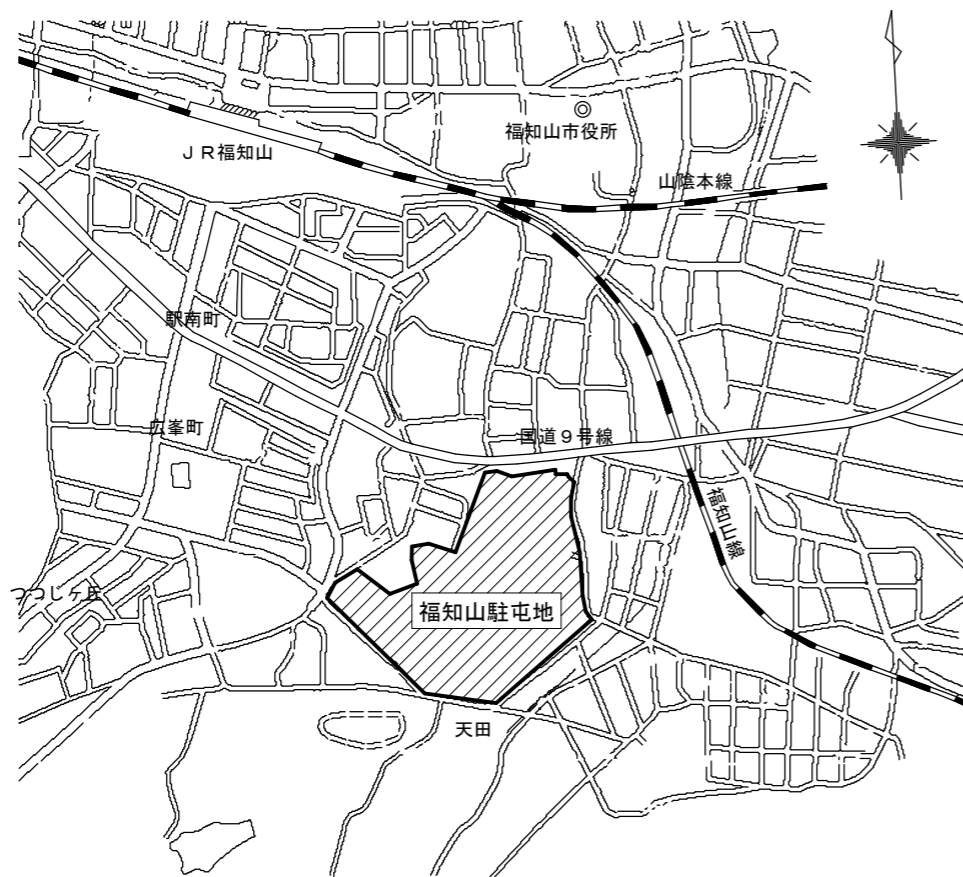 福知山市役所
ＪＲ福知山
山陰本線
駅南町
広峯町
国道９号線
福知山線
つつじヶ丘
福知山駐屯地
天田